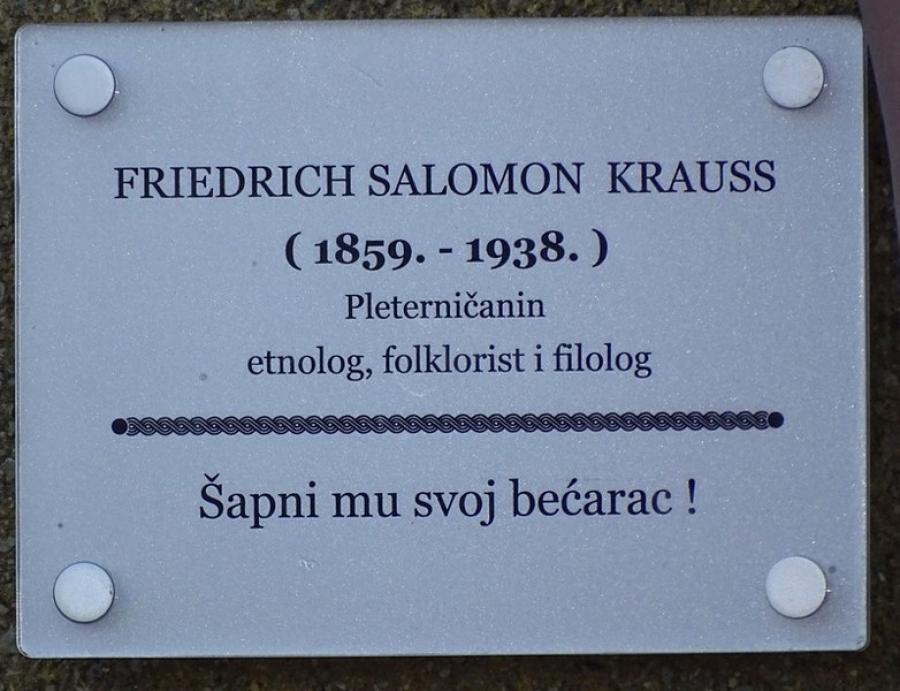 FRIEDRICH SALOMON KRAUSS
( 1859. - 1938. )
Pleterničanin
etnolog, folklorist i filolog
Šapni mu svoj bećarac !